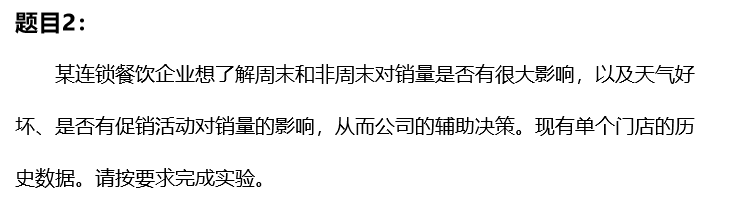 题目2：
某连锁餐饮企业想了解周末和非周末对销量是否有很大影响，以及天气好
坏、是否有促销活动对销量的影响，从而公司的辅助决策。现有单个门店的历
史数据。请按要求完成实验。